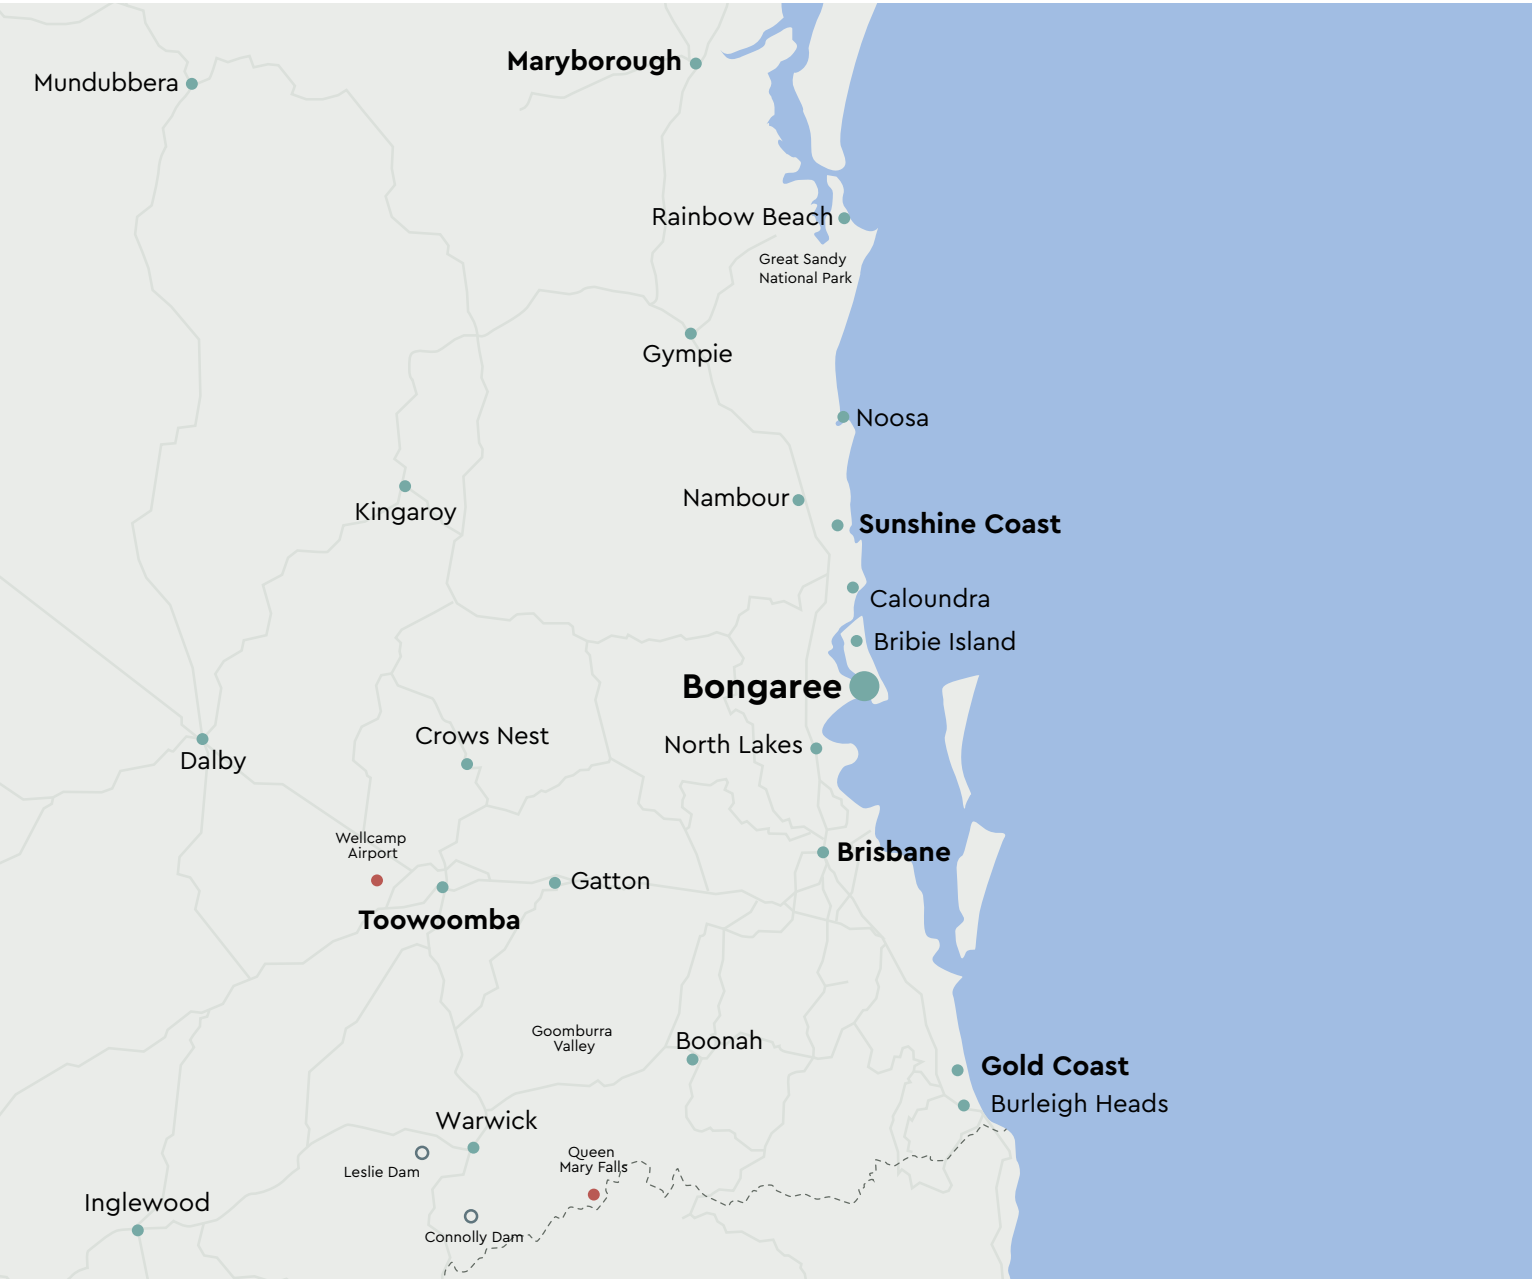 Maryborough
Mundubbera
Rainbow Beach
Great Sandy
National Park
Gympie
Noosa
Nambour
Kingaroy
Sunshine Coast
Caloundra
Bribie Island
Bongaree
Crows Nest
North Lakes
Dalby
Wellcamp
Airport
Brisbane
Gatton
Toowoomba
Goomburra
Valley
Boonah
Gold Coast
Burleigh Heads
Warwick
Queen
Mary Falls
Leslie Dam
Inglewood
Connolly Dam